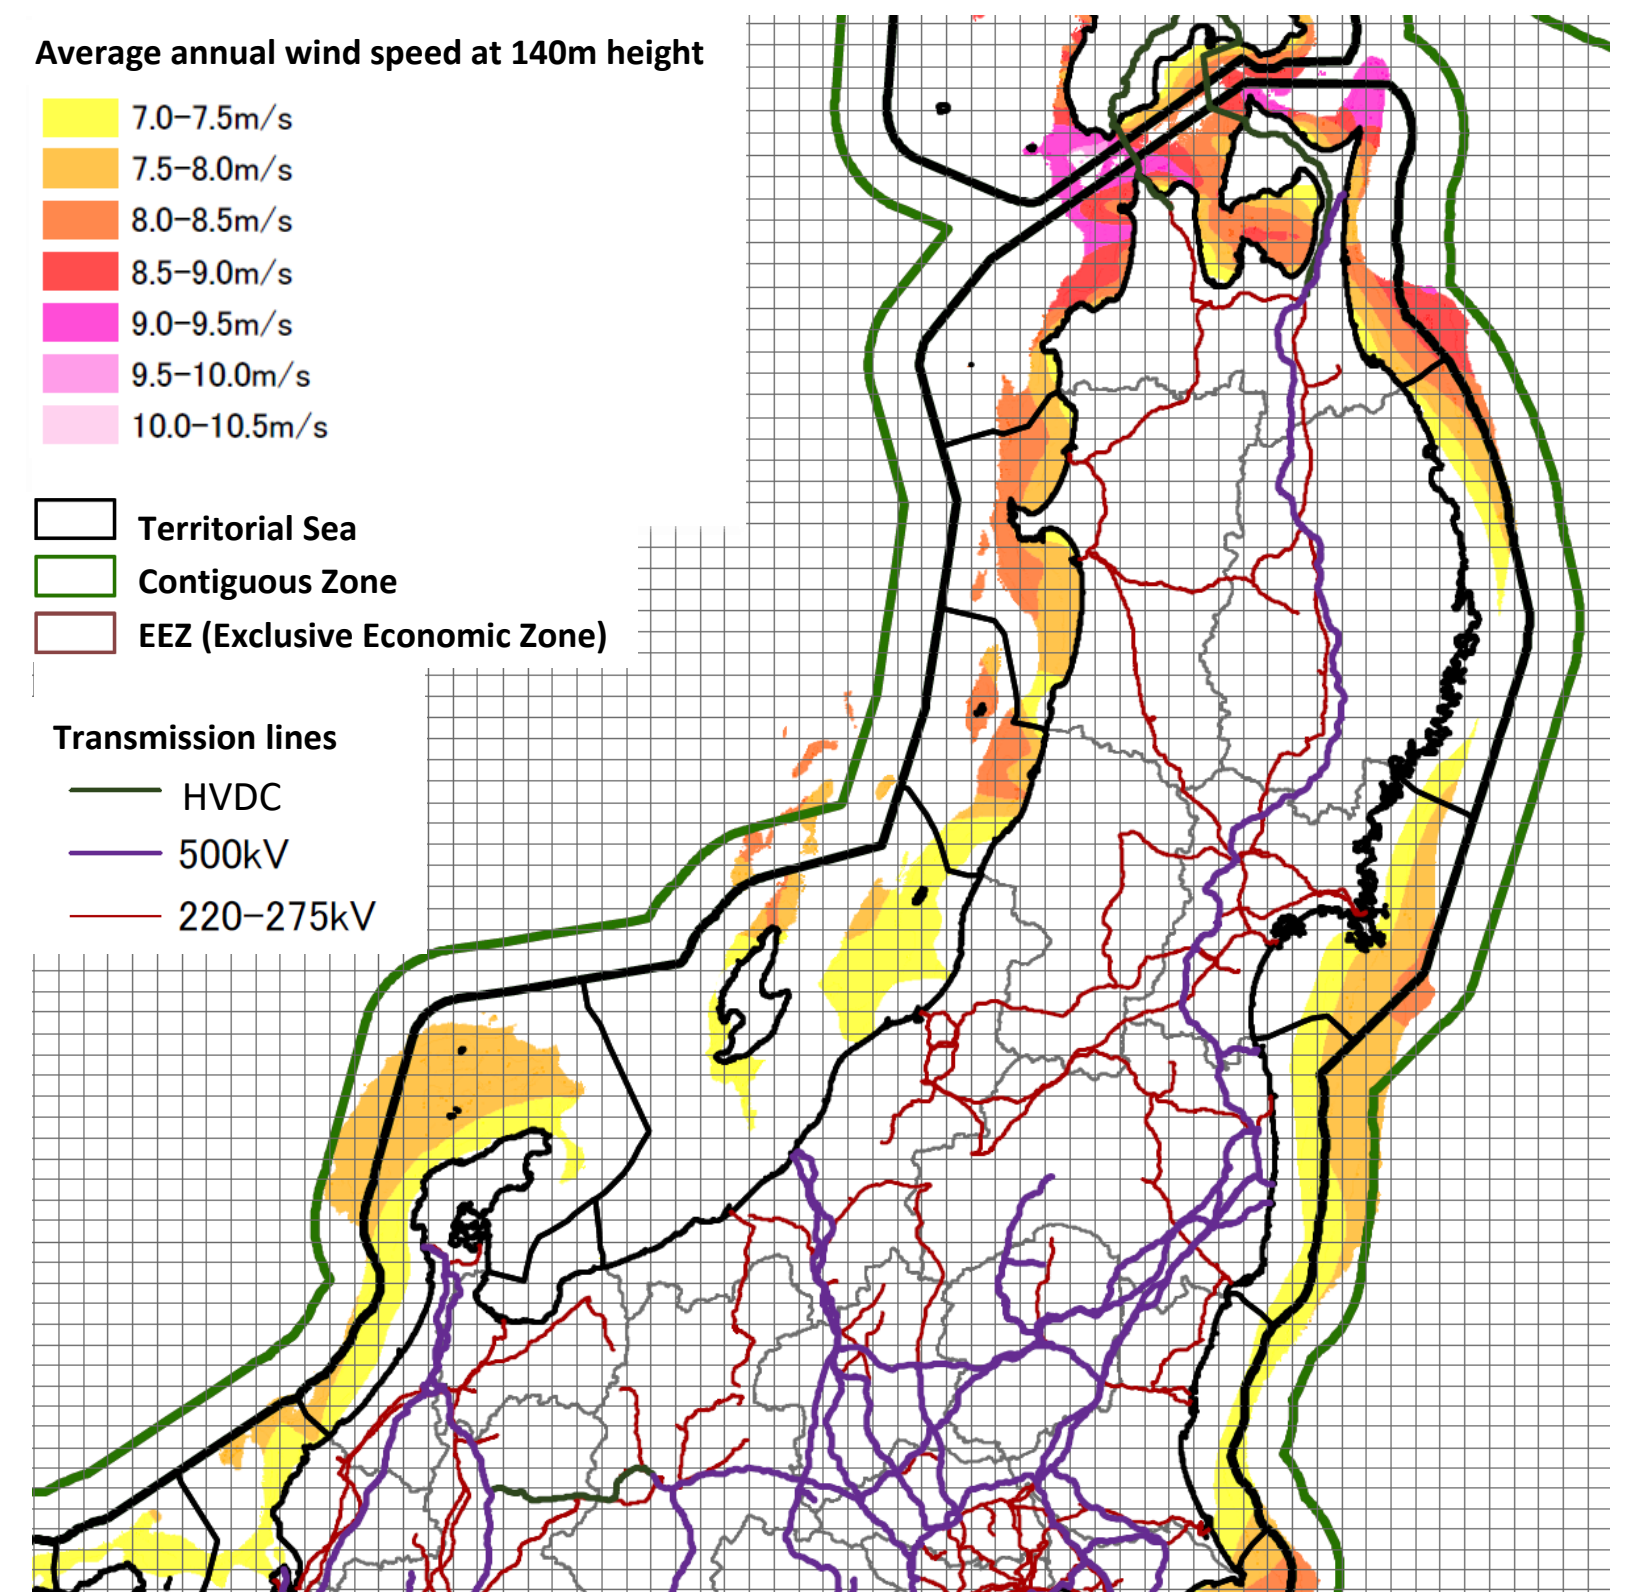 Average annual wind speed at 140m height
7.0-7.5m/s
7.5-8.0m/s
8.0-8.5m/s
8.5-9.0m/s
9.0-9.5m/s
9.5-10.0m/s
10.0-10.5m/s
Territorial Sea
Contiguous Zone
EEZ (Exclusive Economic Zone)
Transmission lines
HVDC
500kV
220-275kV